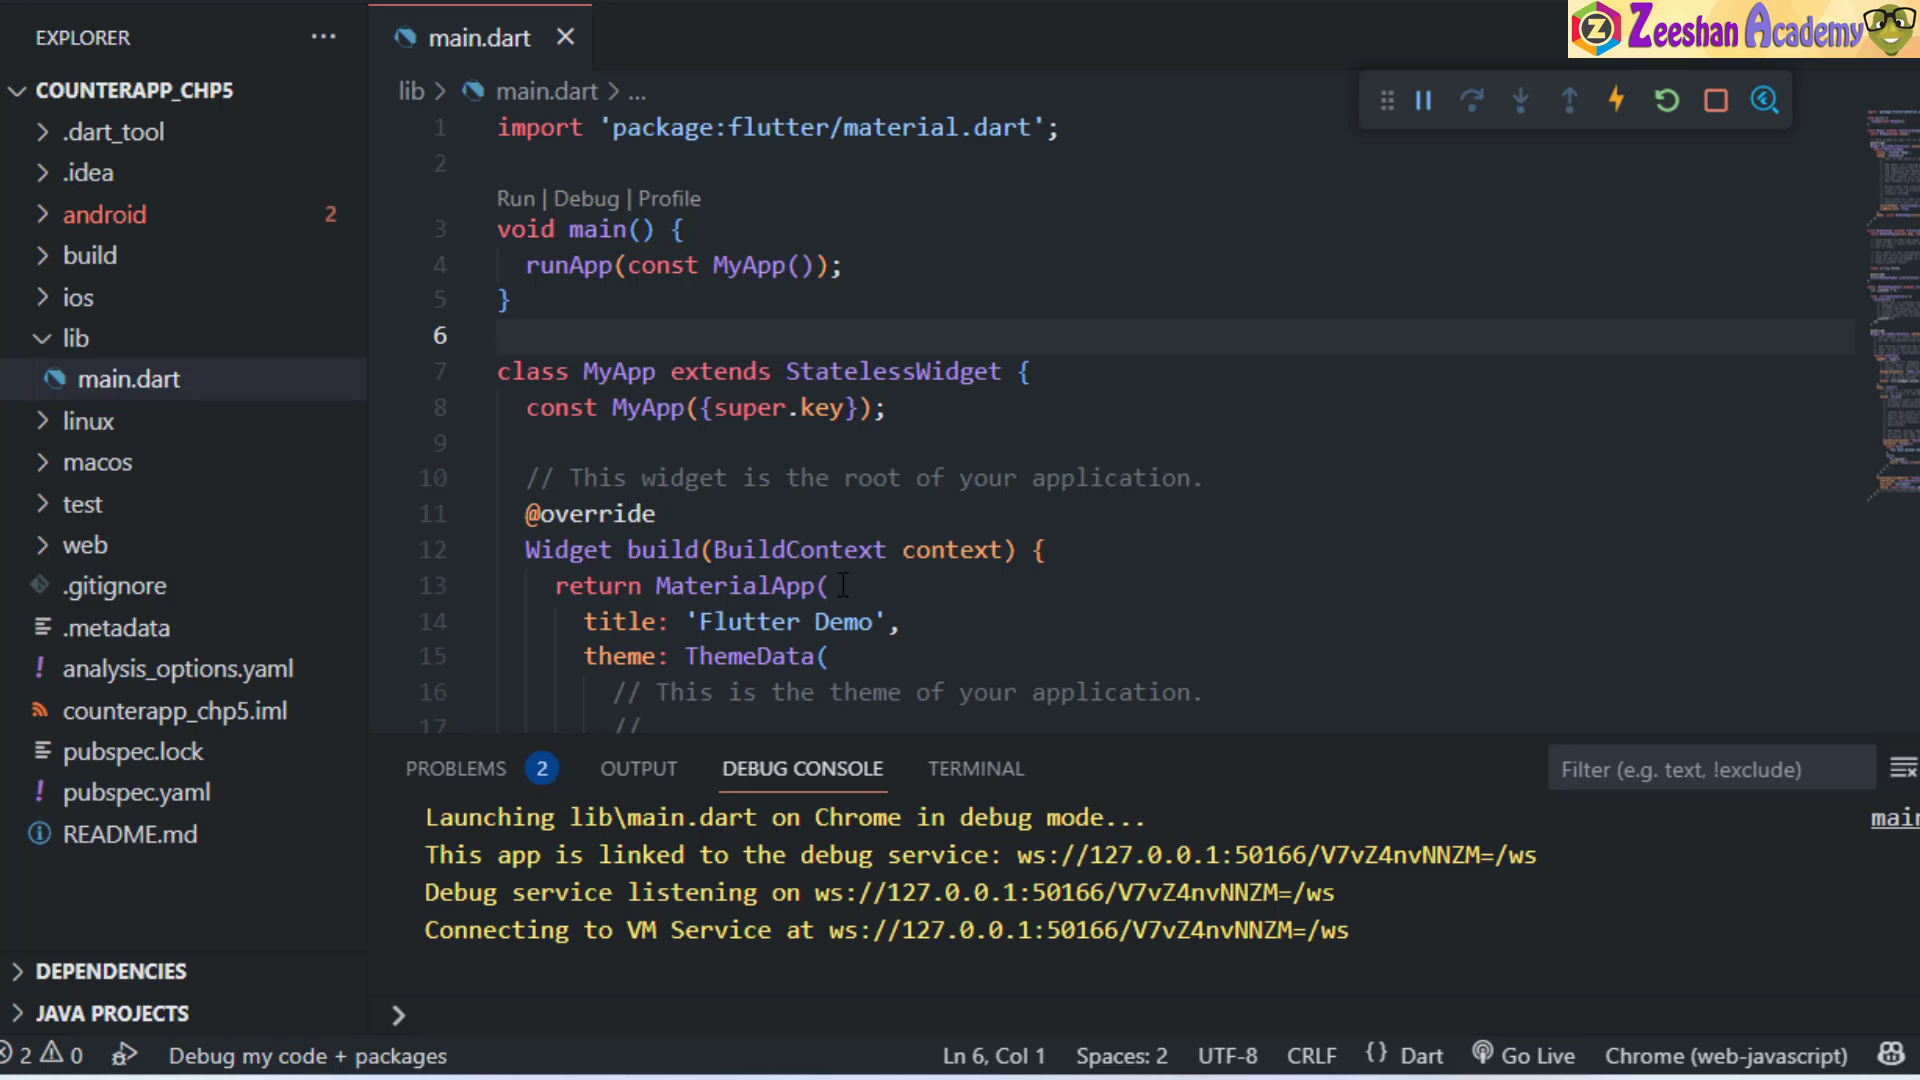 EXPLORER
COUNTERAPP_CHP5
.dart_tool
.idea
android 2
build
ios
lib
main.dart
linux
macos
test
web
.gitignore
.metadata
analysis_options.yaml
counterapp_chp5.iml
pubspec.lock
pubspec.yaml
README.md
DEPENDENCIES
JAVA PROJECTS
main.dart
Zeeshan Academy
lib > main.dart > ...
1 import 'package:flutter/material.dart';
2
Run | Debug | Profile
3 void main() {
4 runApp(const MyApp());
5 }
6
7 class MyApp extends StatelessWidget {
8 const MyApp({super.key});
9
10 // This widget is the root of your application.
11 @override
12 Widget build(BuildContext context) {
13 return MaterialApp(
14 title: 'Flutter Demo',
15 theme: ThemeData(
16 // This is the theme of your application.
17 //
PROBLEMS 2 OUTPUT DEBUG CONSOLE TERMINAL Filter (e.g. text, !exclude)
Launching lib\main.dart on Chrome in debug mode...
This app is linked to the debug service: ws://127.0.0.1:50166/V7vZ4nvNNZM=/ws
Debug service listening on ws://127.0.0.1:50166/V7vZ4nvNNZM=/ws
Connecting to VM Service at ws://127.0.0.1:50166/V7vZ4nvNNZM=/ws
2 0 Debug my code + packages Ln 6, Col 1 Spaces: 2 UTF-8 CRLF {} Dart Go Live Chrome (web-javascript)